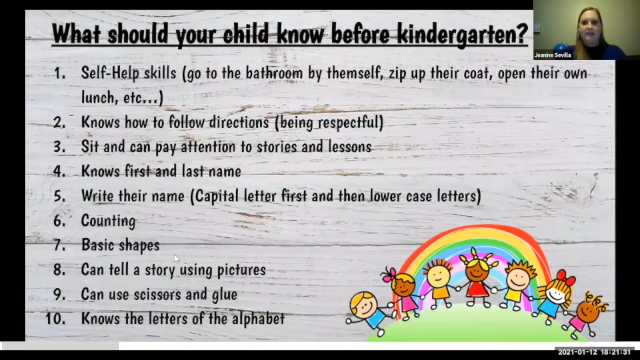 What should your child know before kindergarten?
Jeanine Sevilla
1. Self-Help skills (go to the bathroom by themself, zip up their coat, open their own
lunch, etc...)
2. Knows how to follow directions (being respectful)
3. Sit and can pay attention to stories and lessons
4. Knows first and last name
5. Write their name (Capital letter first and then lower case letters)
6. Counting
7. Basic shapes
8. Can tell a story using pictures
9. Can use scissors and glue
10. Knows the letters of the alphabet
2021-01-12 18:21:31